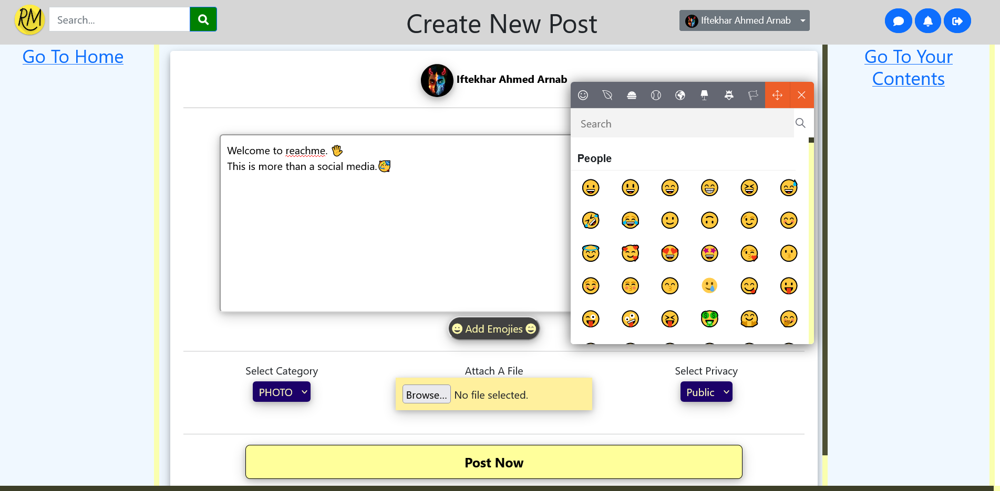 RM
Search...
Create New Post
Iftekhar Ahmed Arnab
Go To Home
Go To Your
Contents
Iftekhar Ahmed Arnab
Search
People
Welcome to reachme. 🖐
This is more than a social media.🥳
Add Emojies
Select Category
PHOTO
Attach A File
Browse... No file selected.
Select Privacy
Public
Post Now